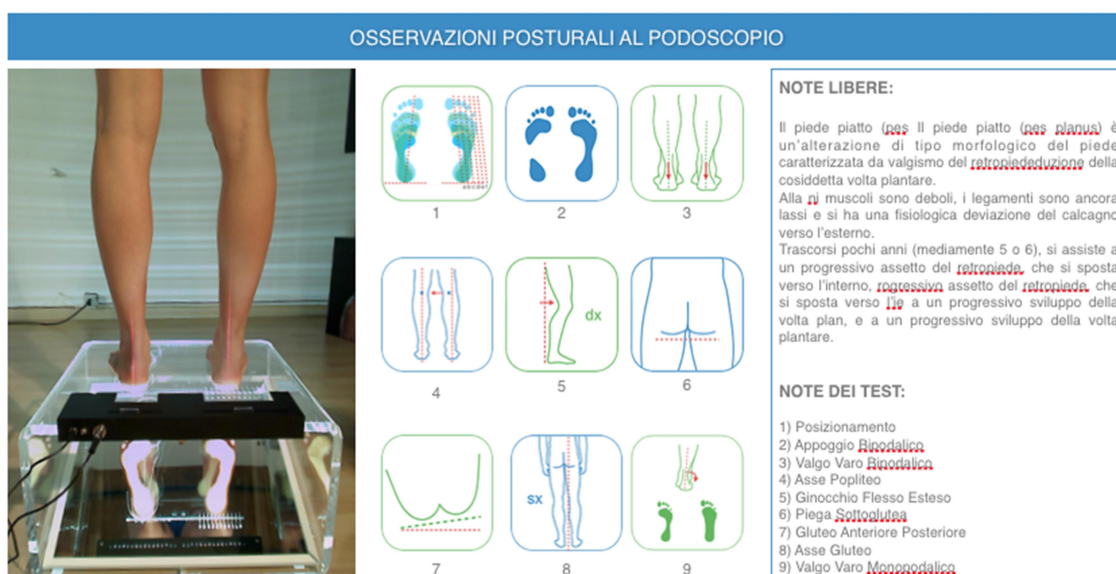 OSSERVAZIONI POSTURALI AL PODOSCOPIO
1
2
3
4
dx
5
6
7
sx
8
9
NOTE LIBERE:
Il piede piatto (pes Il piede piatto (pes planus) è
un'alterazione di tipo morfologico del piede
caratterizzata da valgismo del retropiededuzione della
cosiddetta volta plantare.
Alla ni muscoli sono deboli, i legamenti sono ancora
lassi e si ha una fisiologica deviazione del calcagno
verso l'esterno.
Trascorsi pochi anni (mediamente 5 o 6), si assiste a
un progressivo assetto del retropiede, che si sposta
verso l'interno, rogressivo assetto del retropiede, che
si sposta verso l'ie a un progressivo sviluppo della
volta plan, e a un progressivo sviluppo della volta
plantare.
NOTE DEI TEST:
1) Posizionamento
2) Appoggio Bipodalico
3) Valgo Varo Bipodalico
4) Asse Popliteo
5) Ginocchio Flesso Esteso
6) Piega Sottoglutea
7) Gluteo Anteriore Posteriore
8) Asse Gluteo
9) Valgo Varo Monopodalico